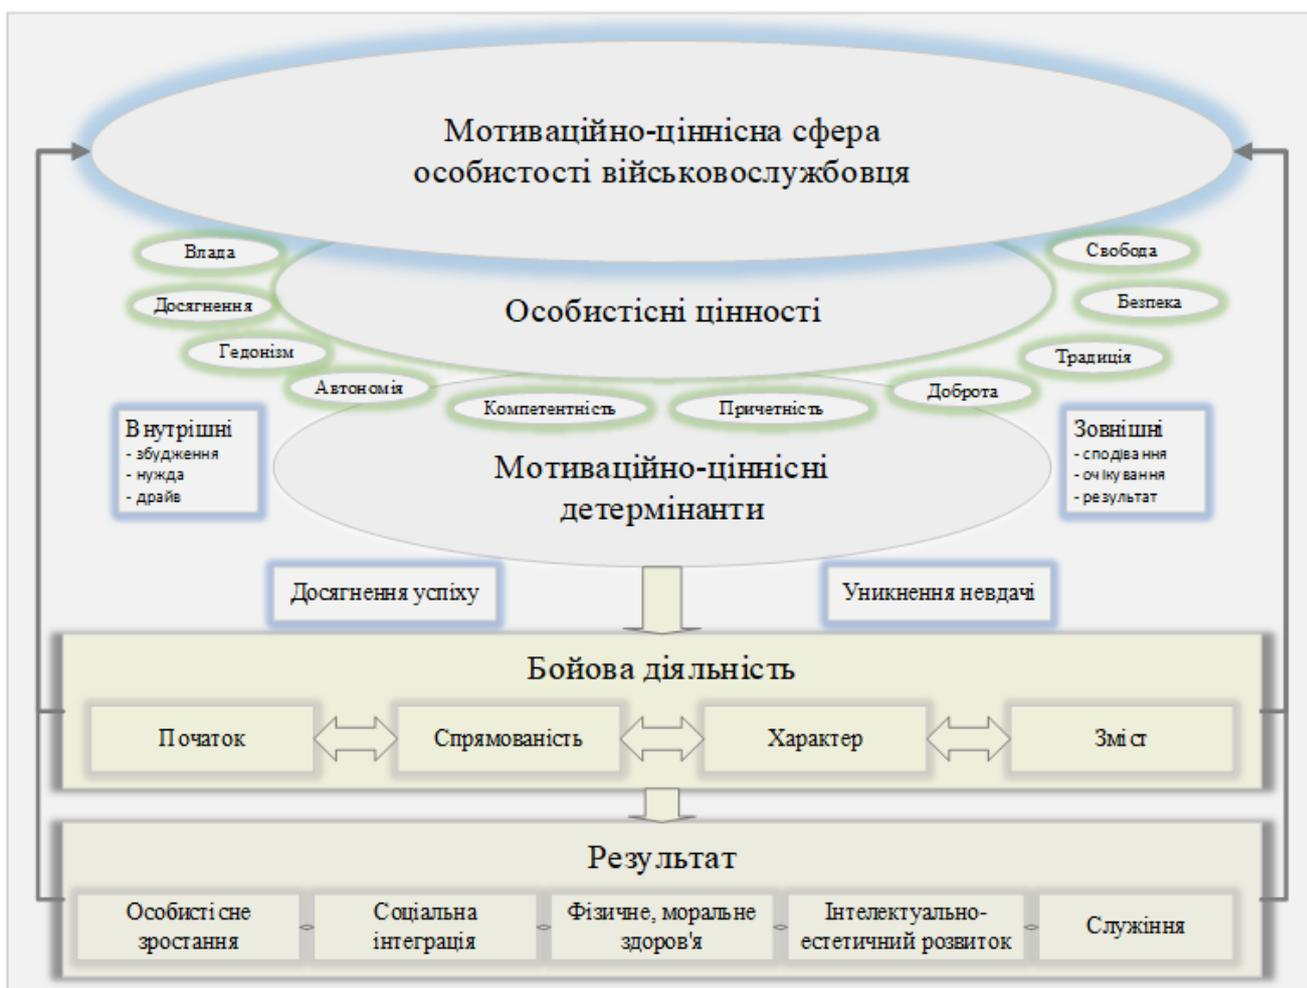 Мотиваційно-ціннісна сфера
особистості військовослужбовця
Влада
Свобода
Досягнення
Особистісні цінності
Безпека
Гедонізм
Традиція
Автономія
Компетентність
Причетність
Доброта
Внутрішні
- збудження
- нужда
- драйв
Мотиваційно-ціннісні
детермінанти
Зовнішні
- сподівання
- очікування
- результат
Досягнення успіху
Уникнення невдачі
Бойова діяльність
Початок
Спрямованість
Характер
Зміст
Результат
Особистісне
зростання
Соціальна
інтеграція
Фізичне, моральне
здоров'я
Інтелектуально-
естетичний розвиток
Служіння